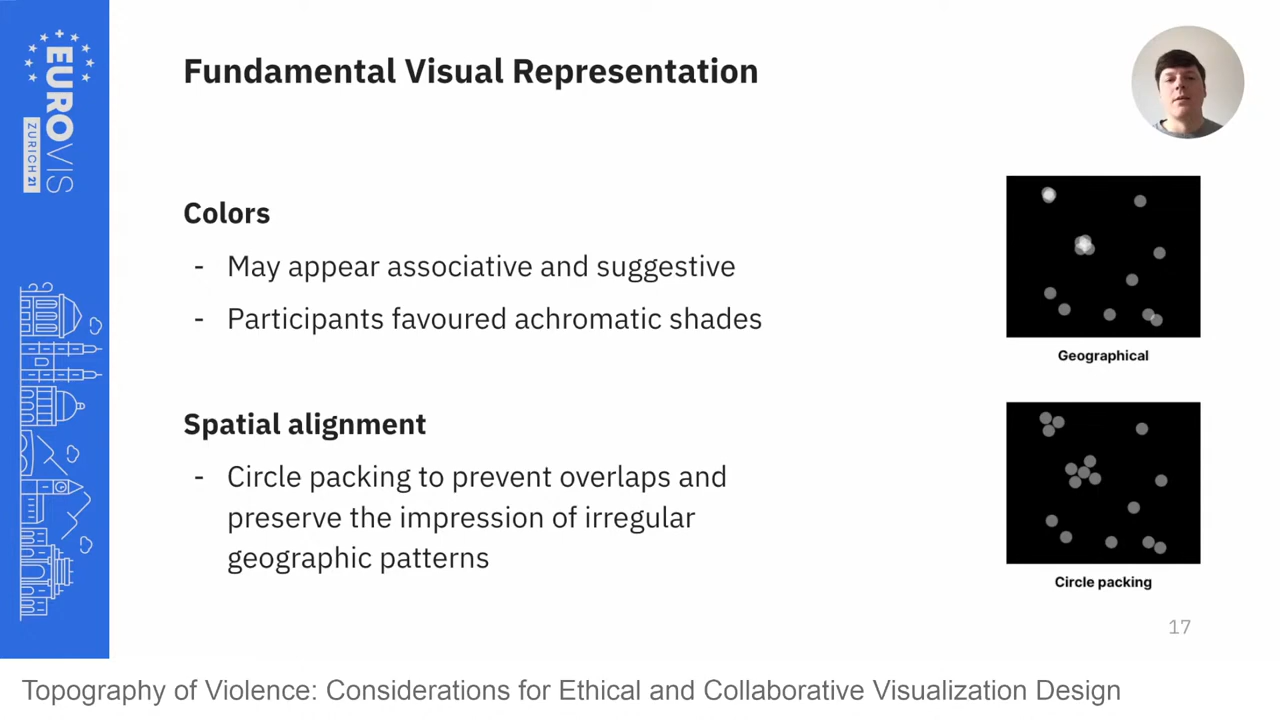 EUROVIS
ZURICH 21
Fundamental Visual Representation
Colors
- May appear associative and suggestive
- Participants favoured achromatic shades
Spatial alignment
- Circle packing to prevent overlaps and
preserve the impression of irregular
geographic patterns
Geographical
Circle packing
17
Topography of Violence: Considerations for Ethical and Collaborative Visualization Design